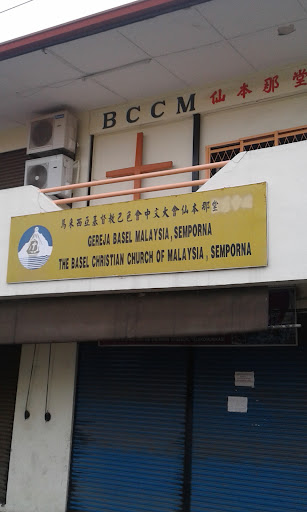 BCCM 仙本那堂
馬來西亞基督教巴色會中文大會仙本那堂
GEREJA BASEL MALAYSIA, SEMPORNA
THE BASEL CHRISTIAN CHURCH OF MALAYSIA, SEMPORNA